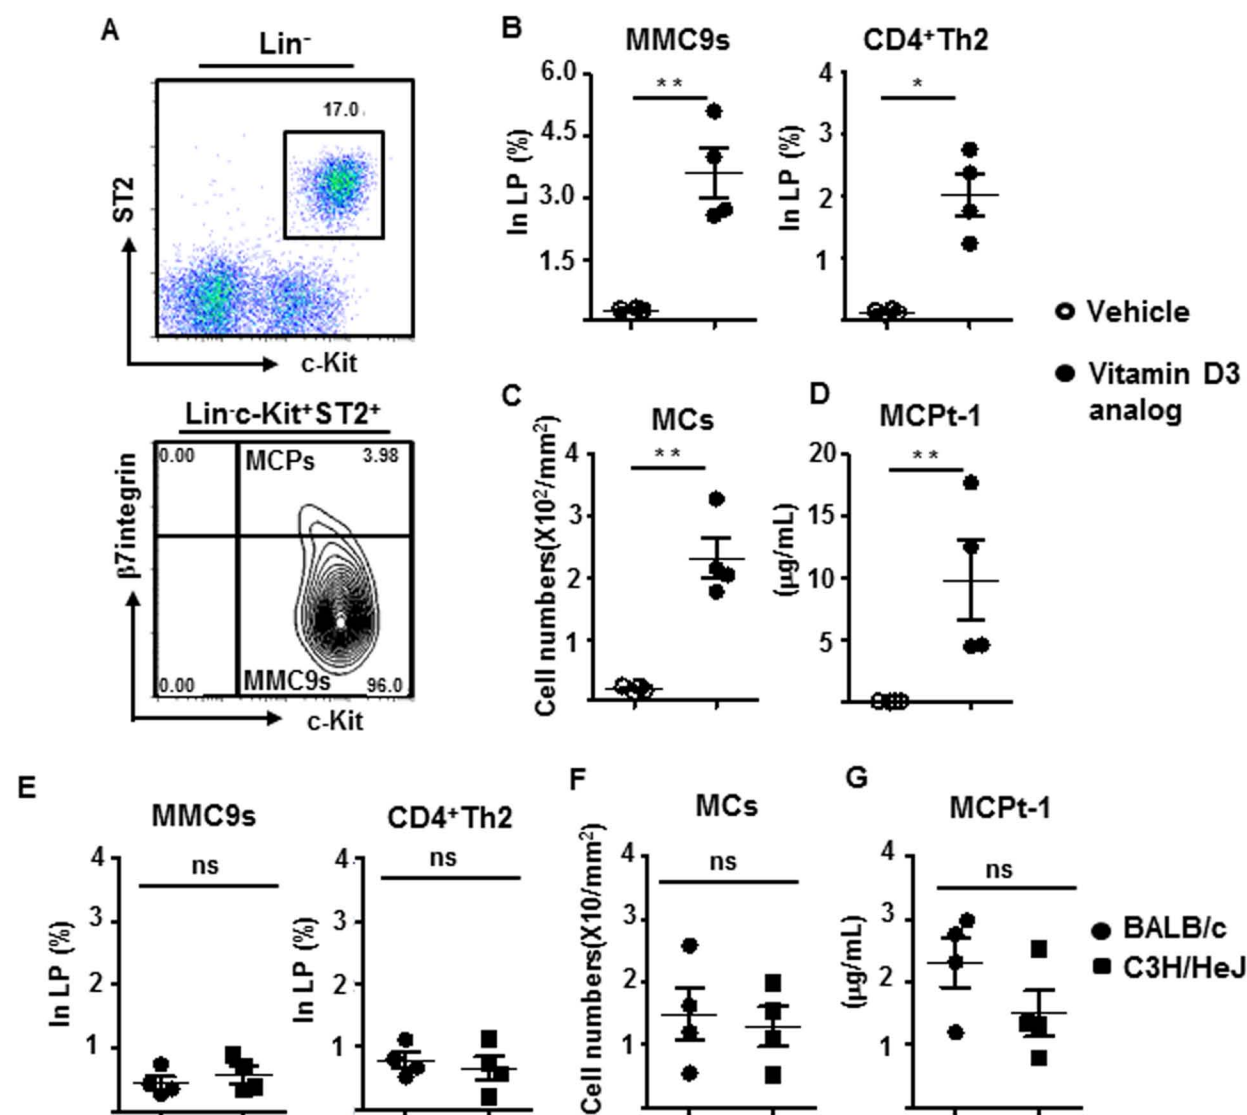 A
Lin-
17.0
ST2
c-Kit
Lin-c-Kit+ST2+
0.00
MCPs
3.98
β7integrin
0.00
MMC9s
96.0
c-Kit
B
MMC9s
**
6.0
4.5
3.0
1.5
In LP (%)
CD4+Th2
*
4
3
2
1
In LP (%)
Vehicle
Vitamin D3
analog
C
MCs
**
4
3
2
1
Cell numbers(X10²/mm²)
D
MCPt-1
**
20
15
10
5
(µg/mL)
E
MMC9s
ns
4
3
2
1
In LP (%)
CD4+Th2
ns
4
3
2
1
In LP (%)
F
MCs
ns
4
3
2
1
Cell numbers(X10/mm²)
G
MCPt-1
ns
4
3
2
1
(µg/mL)
BALB/c
C3H/HeJ